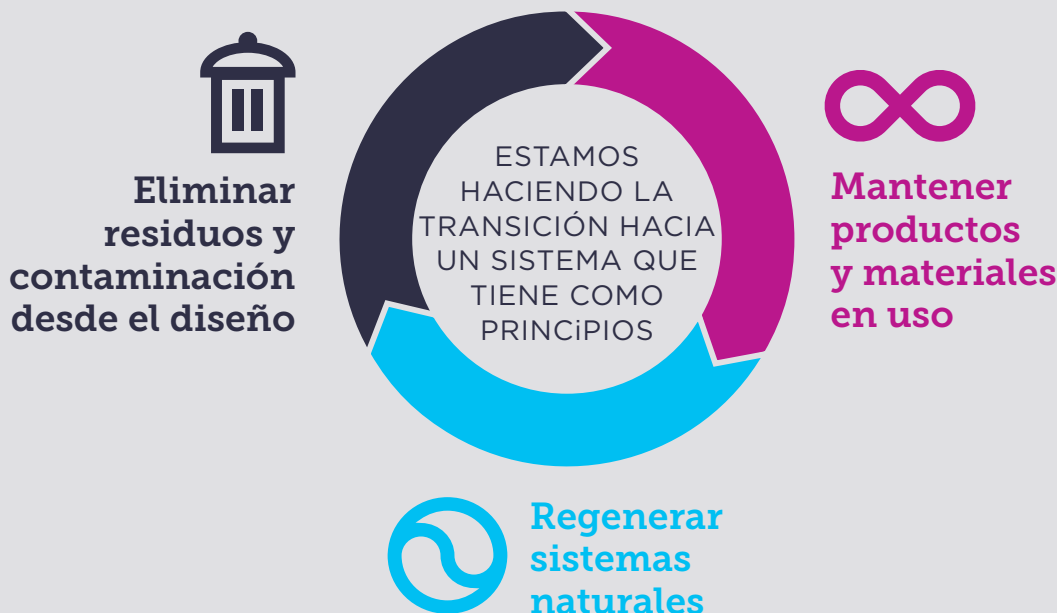 Eliminar
residuos y
contaminación
desde el diseño
ESTAMOS
HACIENDO LA
TRANSICIÓN HACIA
UN SISTEMA QUE
TIENE COMO
PRINCiPIOS
Mantener
productos
y materiales
en uso
Regenerar
sistemas
naturales